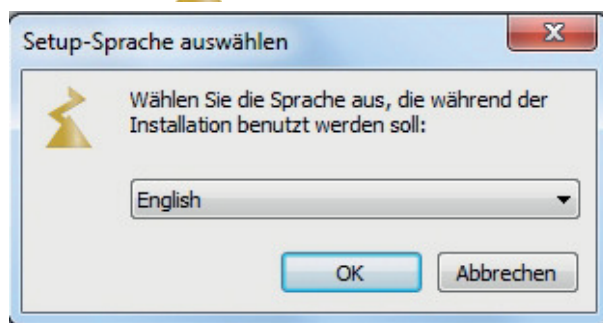 Setup-Sprache auswählen
Wählen Sie die Sprache aus, die während der
Installation benutzt werden soll:
English
OK
Abbrechen